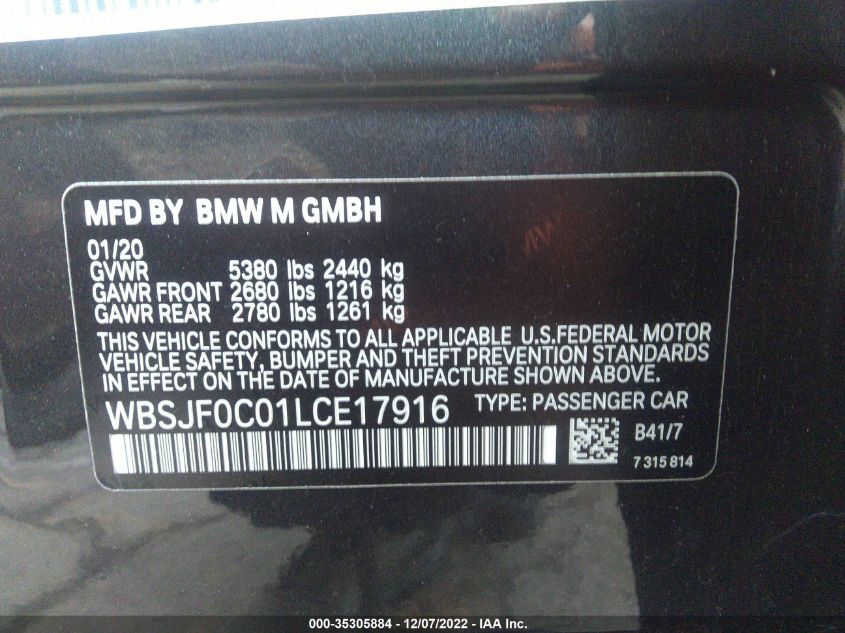 MFD BY BMW M GMBH
01/20
GVWR 5380 lbs 2440 kg
GAWR FRONT 2680 lbs 1216 kg
GAWR REAR 2780 lbs 1261 kg
THIS VEHICLE CONFORMS TO ALL APPLICABLE U.S.FEDERAL MOTOR
VEHICLE SAFETY, BUMPER AND THEFT PREVENTION STANDARDS
IN EFFECT ON THE DATE OF MANUFACTURE SHOWN ABOVE.
WBSJF0C01LCE17916 TYPE: PASSENGER CAR
B41/7
7315814
000-35305884 - 12/07/2022 - IAA Inc.